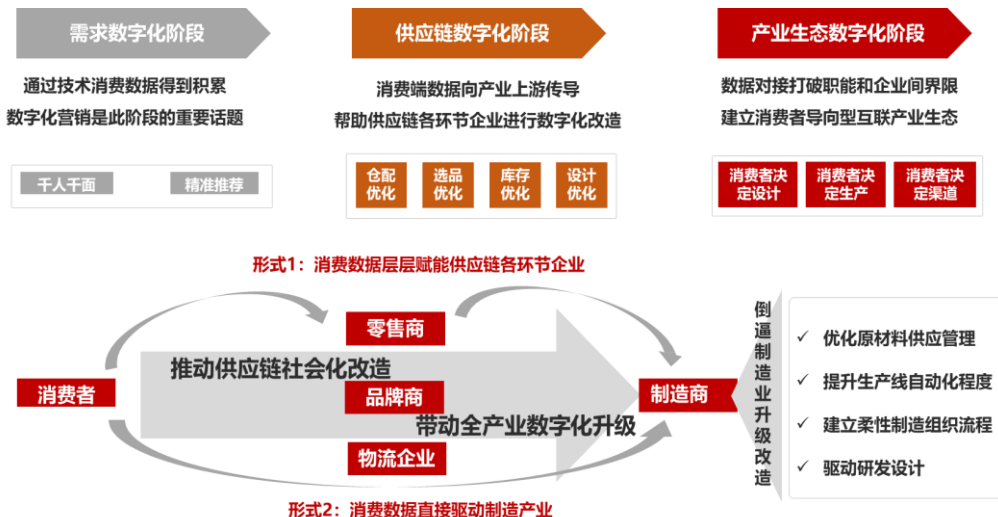 需求数字化阶段
供应链数字化阶段
产业生态数字化阶段
通过技术消费数据得到积累
数字化营销是此阶段的重要话题
消费端数据向产业上游传导
帮助供应链各环节企业进行数字化改造
数据对接打破职能和企业间界限
建立消费者导向型互联产业生态
千人千面
精准推荐
仓配
优化
选品
优化
库存
优化
设计
优化
消费者决
定设计
消费者决
定生产
消费者决
定渠道
形式1：消费数据层层赋能供应链各环节企业
零售商
推动供应链社会化改造
消费者
品牌商
制造商
带动全产业数字化升级
物流企业
形式2：消费数据直接驱动制造产业
倒逼制造业升级改造
✓ 优化原材料供应管理
✓ 提升生产线自动化程度
✓ 建立柔性制造组织流程
✓ 驱动研发设计